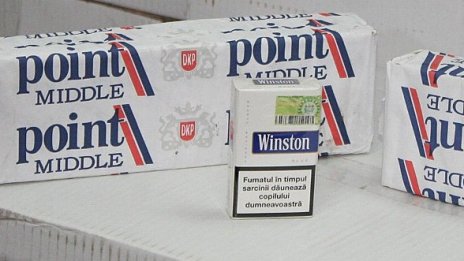 point
MIDDLE
DKP
point
MIDDLE
point
MIDDLE
DKP
Winston
Winston
Fumatul în timpul
sarcinii dăunează
copilului
dumneavoastră
point
MIDDLE